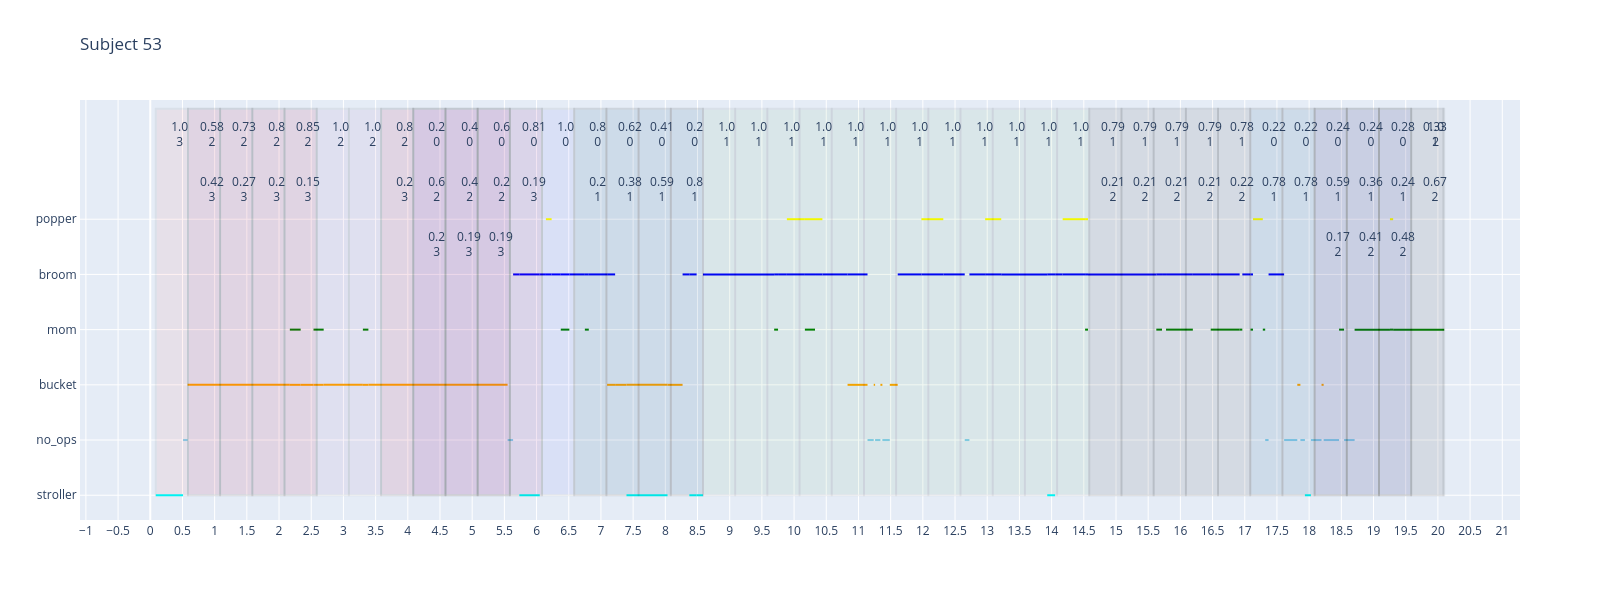 Subject 53
1.0 0.58 0.73 0.8 0.85 1.0 1.0 0.8 0.2 0.4 0.6 0.81 1.0 0.8 0.62 0.41 0.2 1.0 1.0 1.0 1.0 1.0 1.0 1.0 1.0 1.0 1.0 1.0 1.0 0.79 0.79 0.79 0.79 0.78 0.22 0.22 0.24 0.24 0.28
3 2 2 2 2 2 2 2 0 0 0 0 0 0 0 0 0 1 1 1 1 1 1 1 1 1 1 1 1 1 1 1 1 1 0 0 0 0 0
0.42 0.27 0.2 0.15 0.2 0.6 0.4 0.2 0.19 0.2 0.38 0.59 0.8 0.21 0.21 0.21 0.21 0.22 0.78 0.78 0.59 0.36 0.24 0.67
3 3 3 3 3 2 2 2 3 1 1 1 1 2 2 2 2 2 1 1 1 1 1 2
popper
0.2 0.19 0.19 0.17 0.41 0.48
3 3 3 2 2 2
broom
mom
bucket
no_ops
stroller
−1 −0.5 0 0.5 1 1.5 2 2.5 3 3.5 4 4.5 5 5.5 6 6.5 7 7.5 8 8.5 9 9.5 10 10.5 11 11.5 12 12.5 13 13.5 14 14.5 15 15.5 16 16.5 17 17.5 18 18.5 19 19.5 20 20.5 21